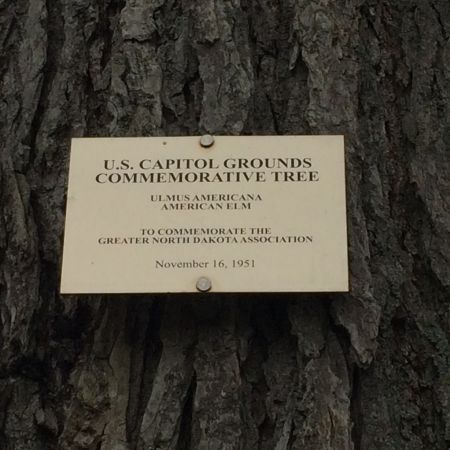 U.S. CAPITOL GROUNDS
COMMEMORATIVE TREE
ULMUS AMERICANA
AMERICAN ELM
TO COMMEMORATE THE
GREATER NORTH DAKOTA ASSOCIATION
November 16, 1951